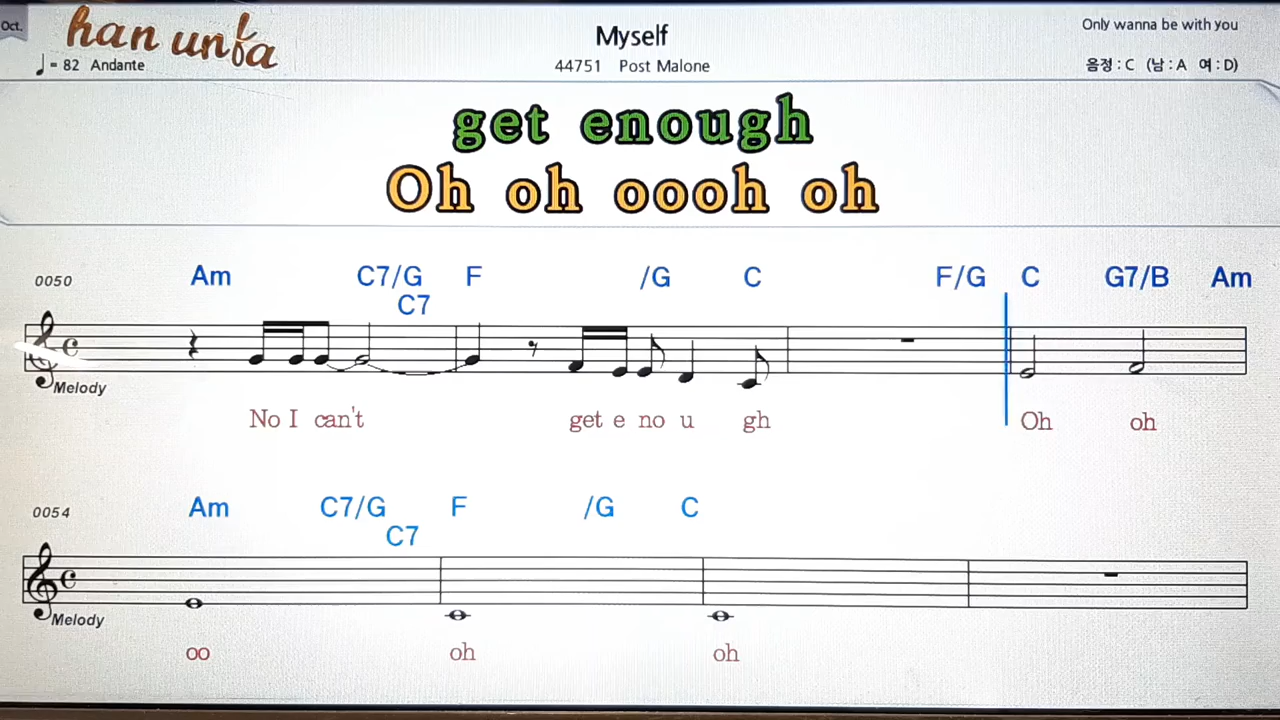 Oct.
han unfa
Myself
Only wanna be with you
♩ = 82 Andante
44751 Post Malone
음정 : C (남 : A 여 : D)
get enough
Oh oh oooh oh
0050 Am C7/G F /G C F/G C G7/B Am
C7
Melody
No I can't get e no u gh Oh oh
0054 Am C7/G F /G C
C7
Melody
oo oh oh